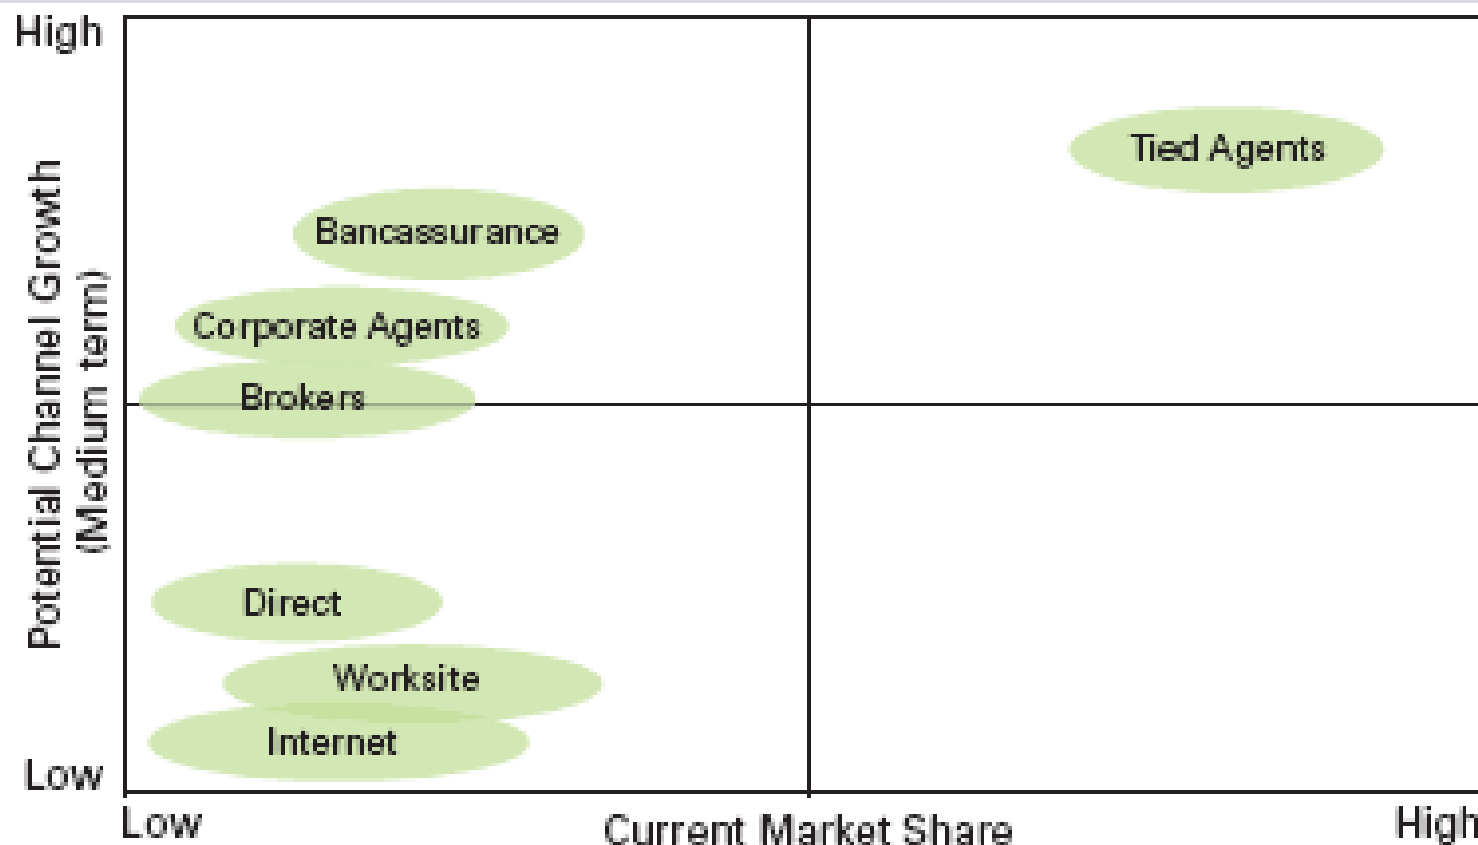 High
Tied Agents
Bancassurance
Corporate Agents
Brokers
Potential Channel Growth
(Medium term)
Direct
Worksite
Internet
Low
Low
Current Market Share
High